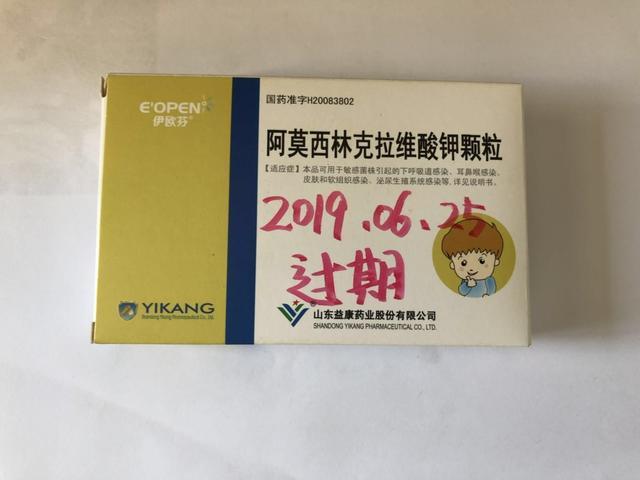 E'OPEN
伊欧芬®
国药准字H20083802
阿莫西林克拉维酸钾颗粒
【适应症】本品可用于敏感菌株引起的下呼吸道感染、耳鼻喉感染、
皮肤和软组织感染、泌尿生殖系统感染等,详见说明书。
2019.06.25
过期
YIKANG
Shandong Yikang Pharmaceutical Co., Ltd.
山东益康药业股份有限公司
SHANDONG YIKANG PHARMACEUTICAL CO., LTD.